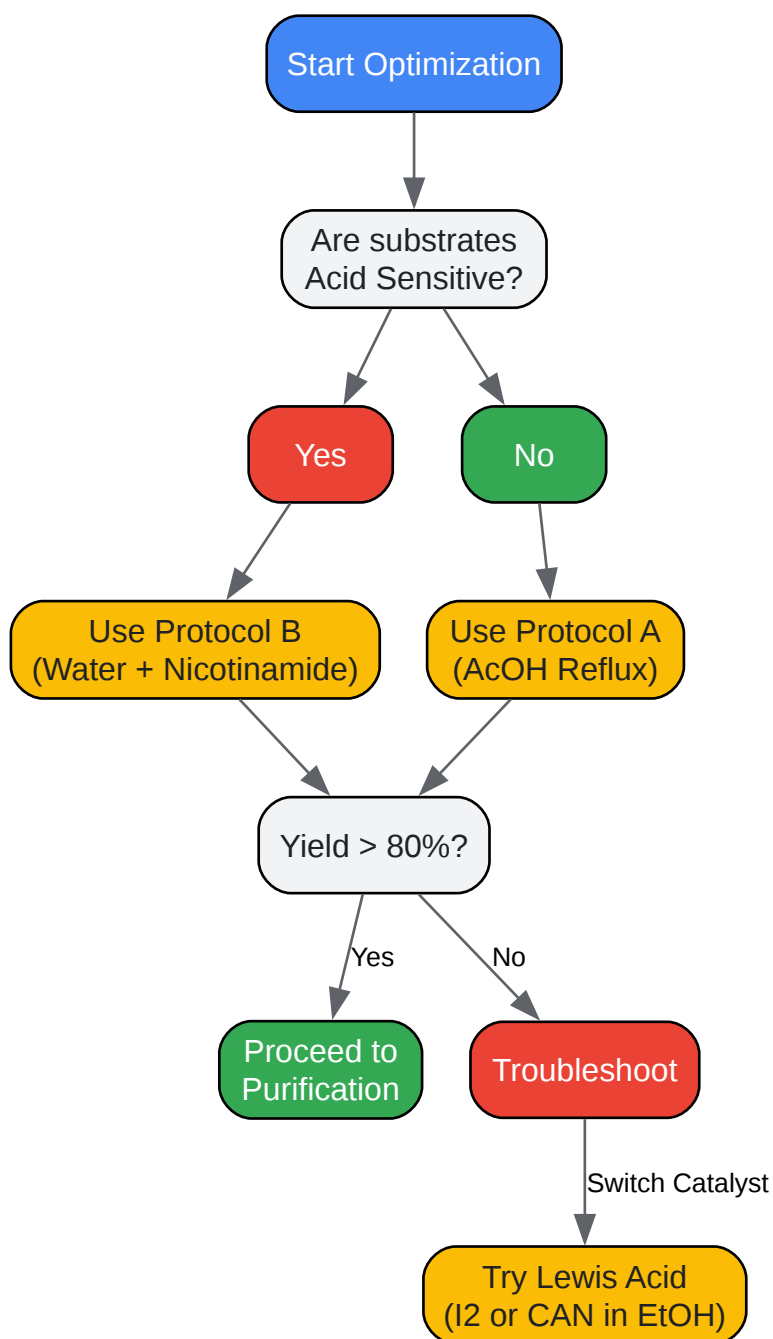 Start Optimization
Are substrates
Acid Sensitive?
Yes
No
Use Protocol B
(Water + Nicotinamide)
Use Protocol A
(AcOH Reflux)
Yield > 80%?
Yes
No
Proceed to
Purification
Troubleshoot
Switch Catalyst
Try Lewis Acid
(I2 or CAN in EtOH)